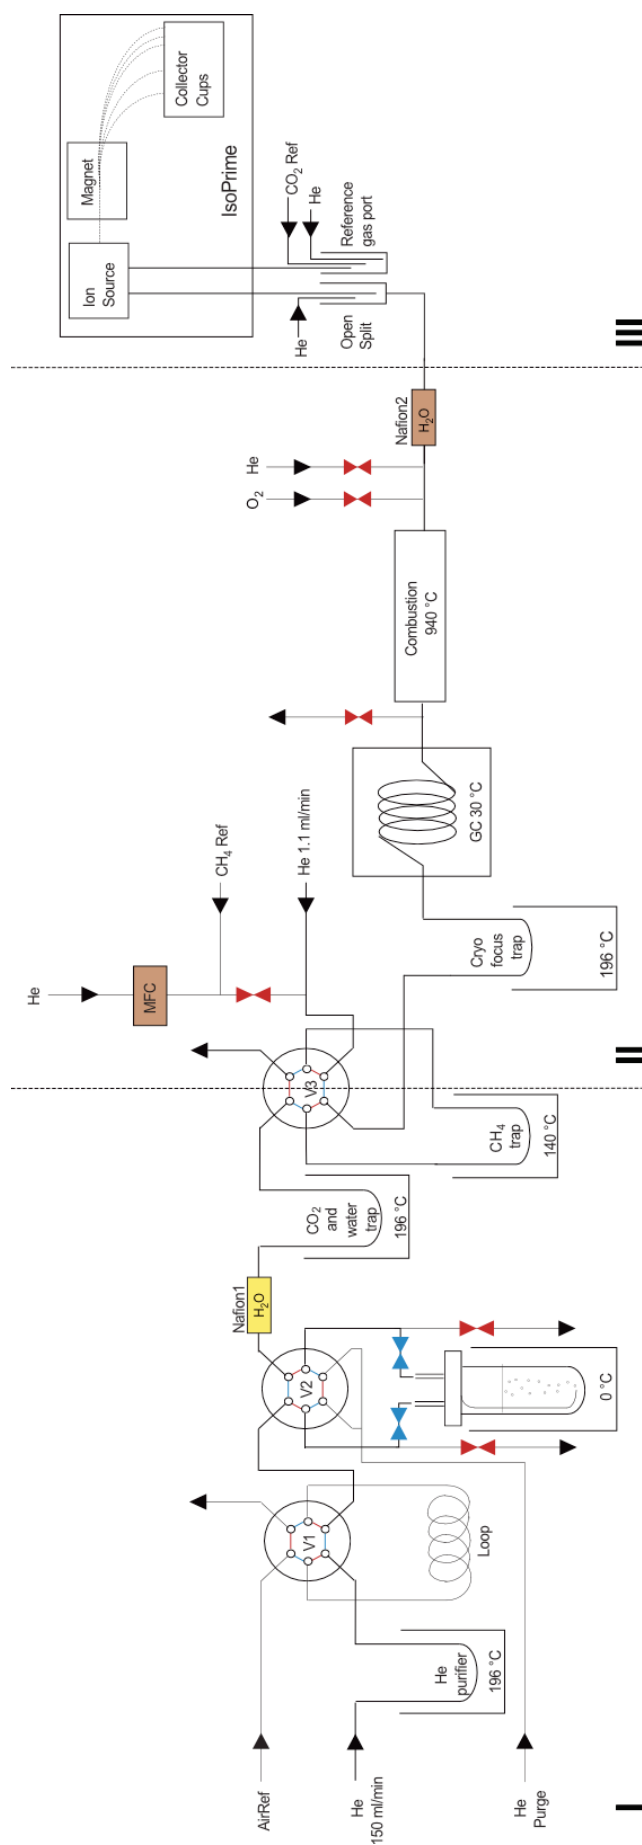 AirRef
He
150 ml/min
He
Purge
He
purifier
196 °C
V1
Loop
V2
0 °C
Nafion1
H₂O
CO₂
and
water
trap
196 °C
V3
CH₄
trap
140 °C
He
MFC
CH₄ Ref
He 1.1 ml/min
Cryo
focus
trap
196 °C
GC 30 °C
Combustion
940 °C
O₂
He
Nafion2
H₂O
He
Open
Split
CO₂ Ref
He
Reference
gas port
Ion
Source
Magnet
Collector
Cups
IsoPrime
I
II
III